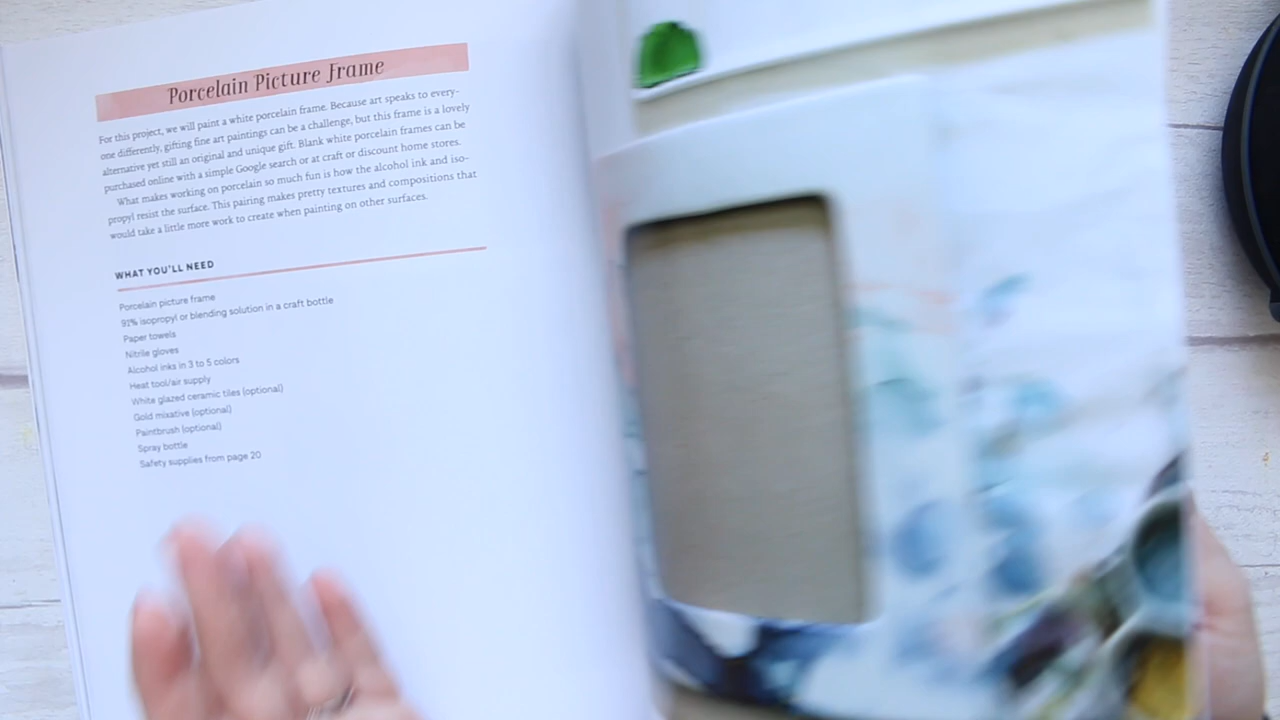 Porcelain Picture Frame
For this project, we will paint a white porcelain frame. Because art speaks to every-
one differently, gifting fine art paintings can be a challenge, but this frame is a lovely
alternative yet still an original and unique gift. Blank white porcelain frames can be
purchased online with a simple Google search or at craft or discount home stores.
What makes working on porcelain so much fun is how the alcohol ink and iso-
propyl resist the surface. This pairing makes pretty textures and compositions that
would take a little more work to create when painting on other surfaces.
WHAT YOU'LL NEED
Porcelain picture frame
91% isopropyl or blending solution in a craft bottle
Paper towels
Nitrile gloves
Alcohol inks in 3 to 5 colors
Heat tool/air supply
White glazed ceramic tiles (optional)
Gold mixative (optional)
Paintbrush (optional)
Spray bottle
Safety supplies from page 20